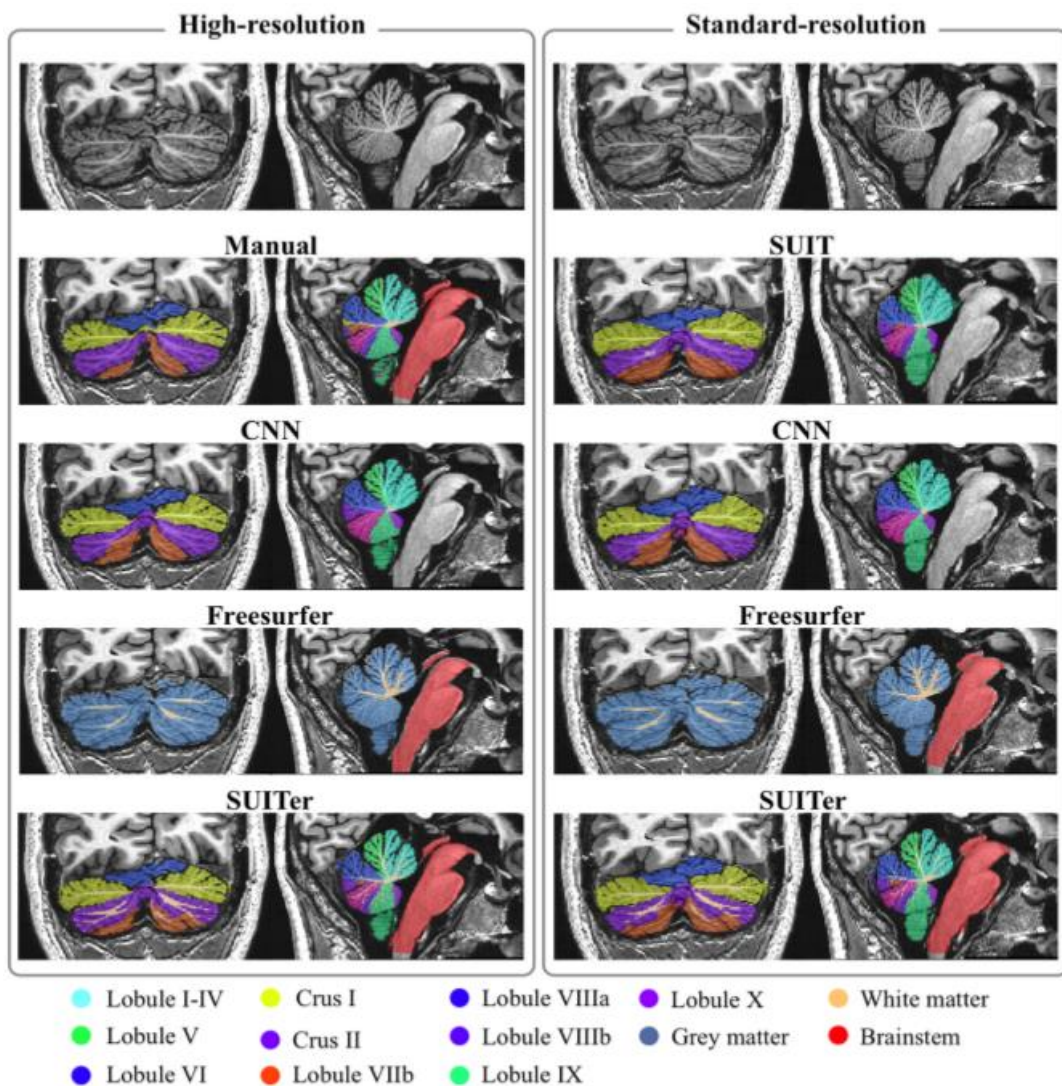 High-resolution
Standard-resolution
Manual
SUIT
CNN
CNN
Freesurfer
Freesurfer
SUITer
SUITer
Lobule I-IV
Crus I
Lobule VIIIa
Lobule X
White matter
Lobule V
Crus II
Lobule VIIIb
Grey matter
Brainstem
Lobule VI
Lobule VIIb
Lobule IX